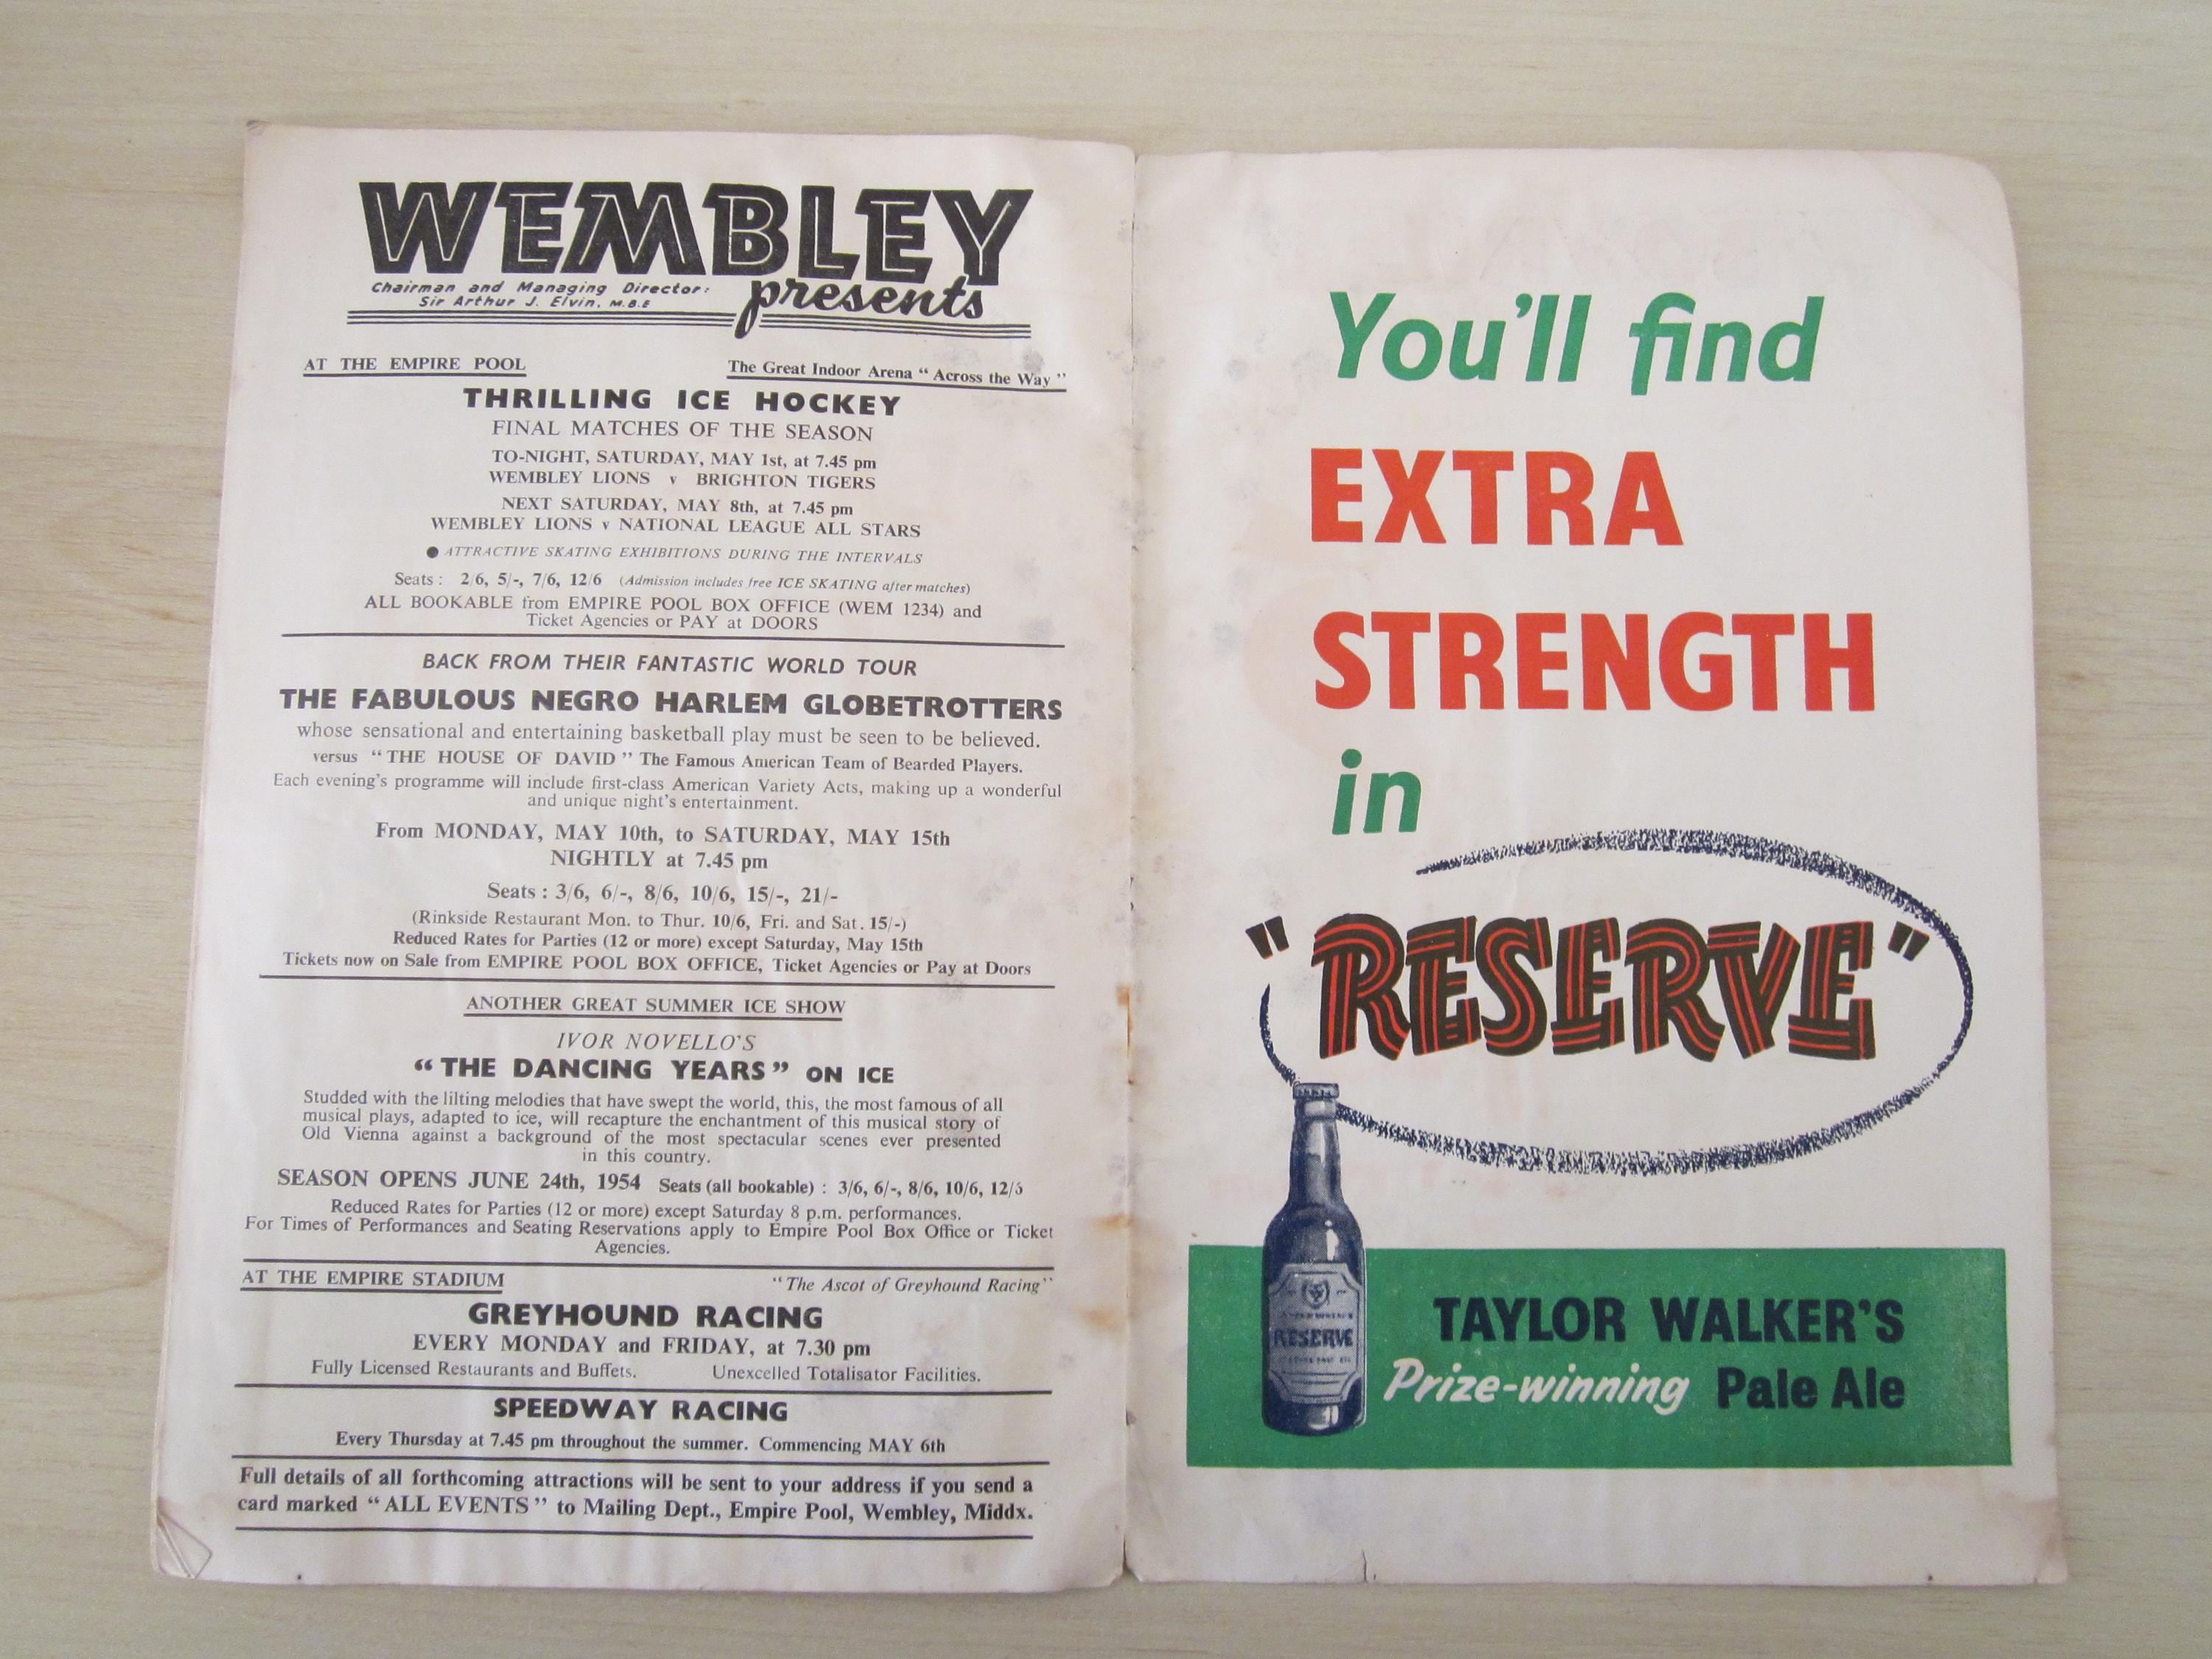 WEMBLEY
presents
Chairman and Managing Director:
Sir Arthur J. Elvin. M.B.E
AT THE EMPIRE POOL
The Great Indoor Arena “ Across the Way ”
THRILLING ICE HOCKEY
FINAL MATCHES OF THE SEASON
TO-NIGHT, SATURDAY, MAY 1st, at 7.45 pm
WEMBLEY LIONS v BRIGHTON TIGERS
NEXT SATURDAY, MAY 8th, at 7.45 pm
WEMBLEY LIONS v NATIONAL LEAGUE ALL STARS
● ATTRACTIVE SKATING EXHIBITIONS DURING THE INTERVALS
Seats : 2/6, 5/-, 7/6, 12/6 (Admission includes free ICE SKATING after matches)
ALL BOOKABLE from EMPIRE POOL BOX OFFICE (WEM 1234) and
Ticket Agencies or PAY at DOORS
BACK FROM THEIR FANTASTIC WORLD TOUR
THE FABULOUS NEGRO HARLEM GLOBETROTTERS
whose sensational and entertaining basketball play must be seen to be believed.
versus “ THE HOUSE OF DAVID ” The Famous American Team of Bearded Players.
Each evening's programme will include first-class American Variety Acts, making up a wonderful
and unique night's entertainment.
From MONDAY, MAY 10th, to SATURDAY, MAY 15th
NIGHTLY at 7.45 pm
Seats : 3/6, 6/-, 8/6, 10/6, 15/-, 21/-
(Rinkside Restaurant Mon. to Thur. 10/6, Fri. and Sat. 15/-)
Reduced Rates for Parties (12 or more) except Saturday, May 15th
Tickets now on Sale from EMPIRE POOL BOX OFFICE, Ticket Agencies or Pay at Doors
ANOTHER GREAT SUMMER ICE SHOW
IVOR NOVELLO'S
“ THE DANCING YEARS ” ON ICE
Studded with the lilting melodies that have swept the world, this, the most famous of all
musical plays, adapted to ice, will recapture the enchantment of this musical story of
Old Vienna against a background of the most spectacular scenes ever presented
in this country.
SEASON OPENS JUNE 24th, 1954 Seats (all bookable) : 3/6, 6/-, 8/6, 10/6, 12/6
Reduced Rates for Parties (12 or more) except Saturday 8 p.m. performances.
For Times of Performances and Seating Reservations apply to Empire Pool Box Office or Ticket
Agencies.
AT THE EMPIRE STADIUM
“The Ascot of Greyhound Racing”
GREYHOUND RACING
EVERY MONDAY and FRIDAY, at 7.30 pm
Fully Licensed Restaurants and Buffets. Unexcelled Totalisator Facilities.
SPEEDWAY RACING
Every Thursday at 7.45 pm throughout the summer. Commencing MAY 6th
Full details of all forthcoming attractions will be sent to your address if you send a
card marked “ ALL EVENTS ” to Mailing Dept., Empire Pool, Wembley, Middx.
You'll find
EXTRA
STRENGTH
in
"RESERVE"
RESERVE
TAYLOR WALKER'S
Prize-winning Pale Ale